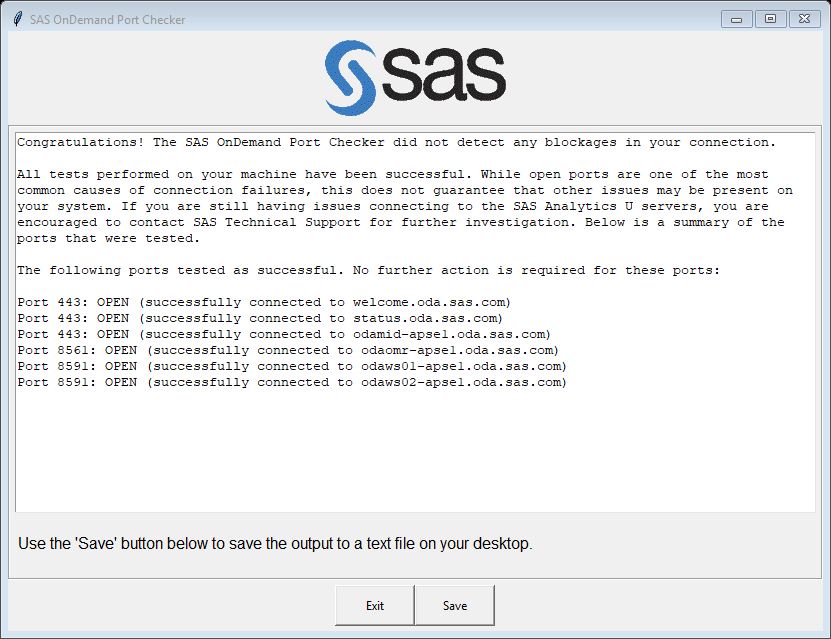 SAS OnDemand Port Checker
sas
Congratulations! The SAS OnDemand Port Checker did not detect any blockages in your connection.
All tests performed on your machine have been successful. While open ports are one of the most
common causes of connection failures, this does not guarantee that other issues may be present on
your system. If you are still having issues connecting to the SAS Analytics U servers, you are
encouraged to contact SAS Technical Support for further investigation. Below is a summary of the
ports that were tested.
The following ports tested as successful. No further action is required for these ports:
Port 443: OPEN (successfully connected to welcome.oda.sas.com)
Port 443: OPEN (successfully connected to status.oda.sas.com)
Port 443: OPEN (successfully connected to odamid-apse1.oda.sas.com)
Port 8561: OPEN (successfully connected to odaomr-apse1.oda.sas.com)
Port 8591: OPEN (successfully connected to odaws01-apse1.oda.sas.com)
Port 8591: OPEN (successfully connected to odaws02-apse1.oda.sas.com)
Use the 'Save' button below to save the output to a text file on your desktop.
Exit
Save